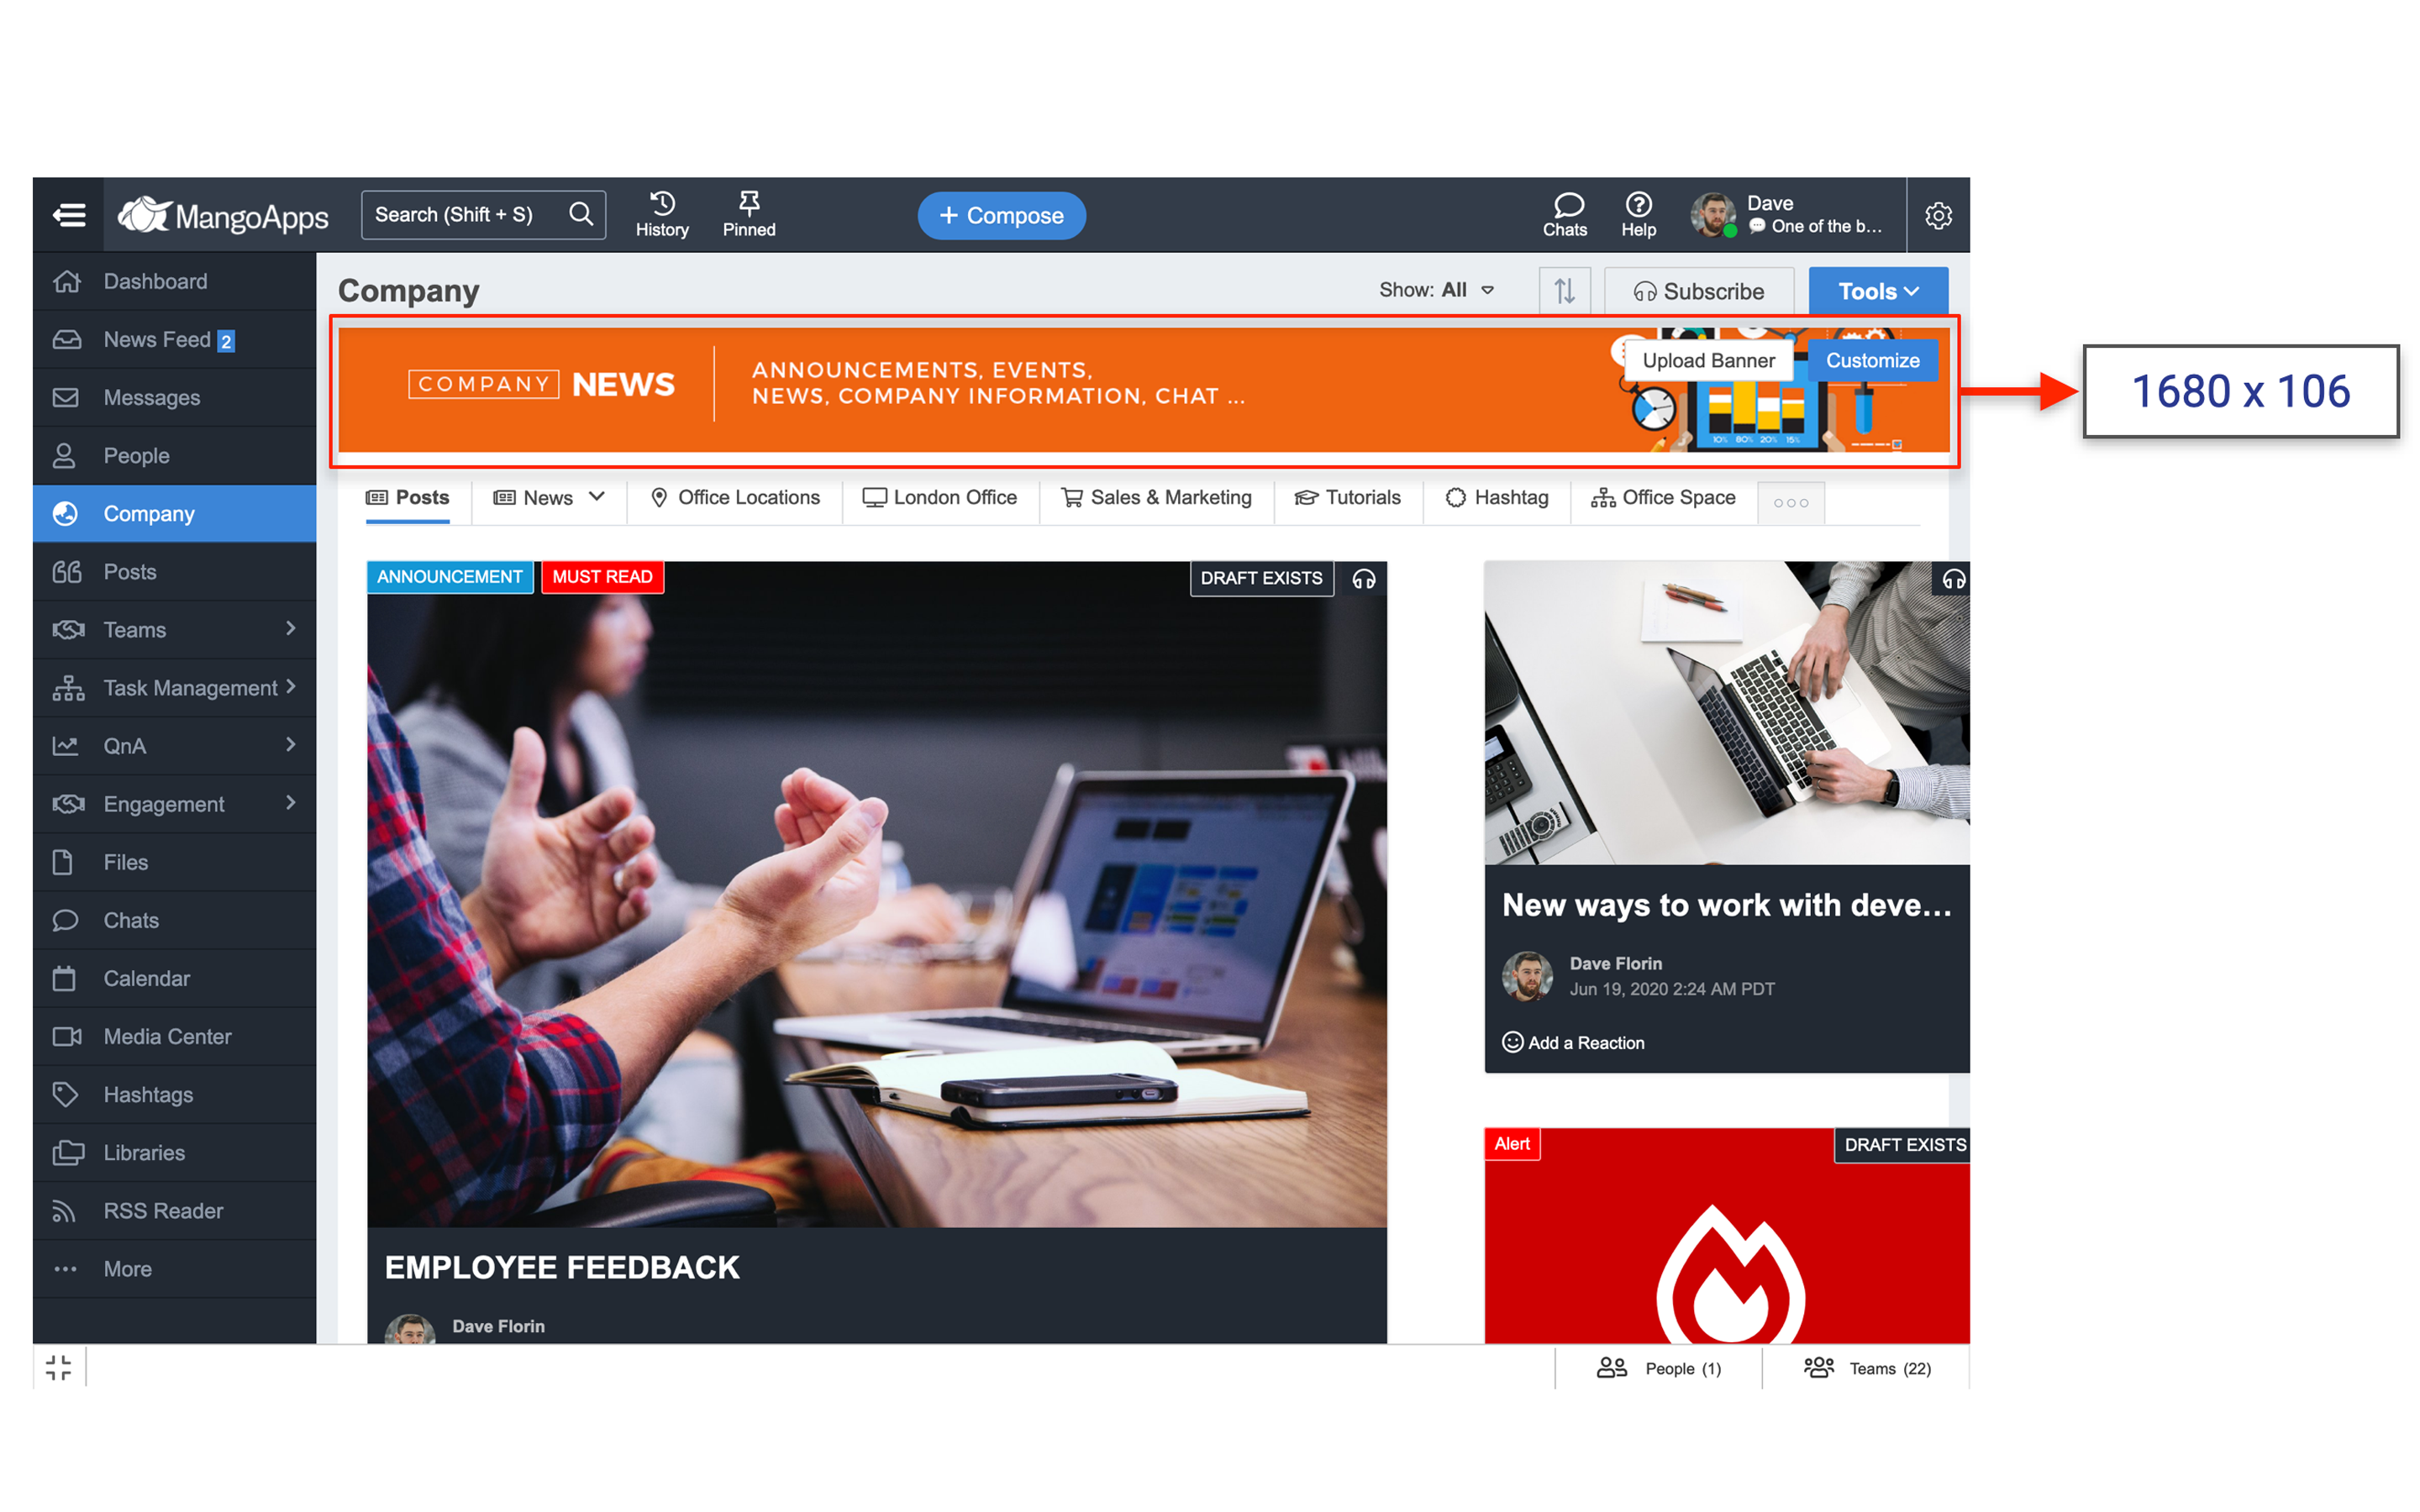 MangoApps
Search (Shift + S)
History
Pinned
+ Compose
Chats
Help
Dave
One of the b...
Dashboard
News Feed 2
Messages
People
Company
Posts
Teams
Task Management
QnA
Engagement
Files
Chats
Calendar
Media Center
Hashtags
Libraries
RSS Reader
More
Company
Show: All
Subscribe
Tools
COMPANY NEWS
ANNOUNCEMENTS, EVENTS,
NEWS, COMPANY INFORMATION, CHAT ...
Upload Banner
Customize
10% 80% 20% 15%
1680 x 106
Posts
News
Office Locations
London Office
Sales & Marketing
Tutorials
Hashtag
Office Space
ANNOUNCEMENT
MUST READ
DRAFT EXISTS
EMPLOYEE FEEDBACK
Dave Florin
New ways to work with deve...
Dave Florin
Jun 19, 2020 2:24 AM PDT
Add a Reaction
Alert
DRAFT EXISTS
People (1)
Teams (22)